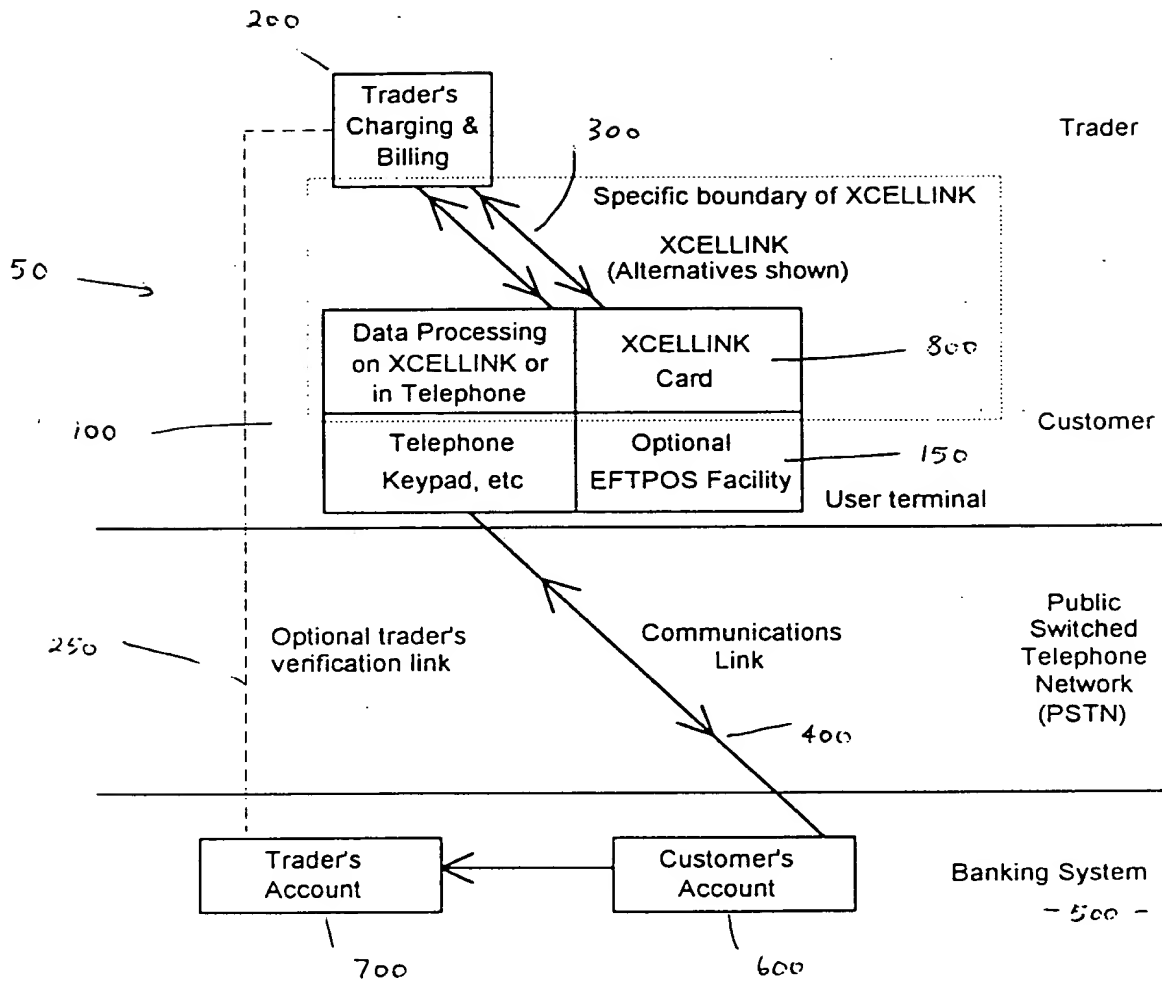 200
Trader's
Charging &
Billing
300
Trader
Specific boundary of XCELLINK
XCELLINK
(Alternatives shown)
50
Data Processing
on XCELLINK or
in Telephone
XCELLINK
Card
800
100
Telephone
Keypad, etc
Optional
EFTPOS Facility
150
Customer
User terminal
250
Optional trader's
verification link
Communications
Link
400
Public
Switched
Telephone
Network
(PSTN)
Trader's
Account
Customer's
Account
Banking System
- 500 -
700
600